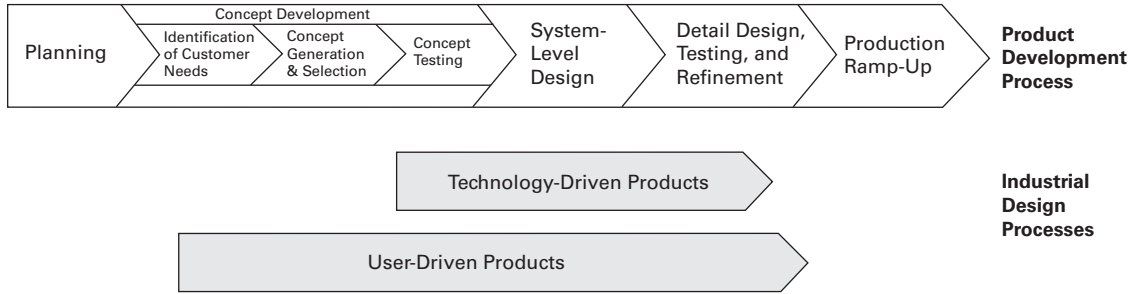 Concept Development
Planning
Identification
of Customer
Needs
Concept
Generation
& Selection
Concept
Testing
System-
Level
Design
Detail Design,
Testing, and
Refinement
Production
Ramp-Up
Product
Development
Process
Technology-Driven Products
Industrial
Design
Processes
User-Driven Products